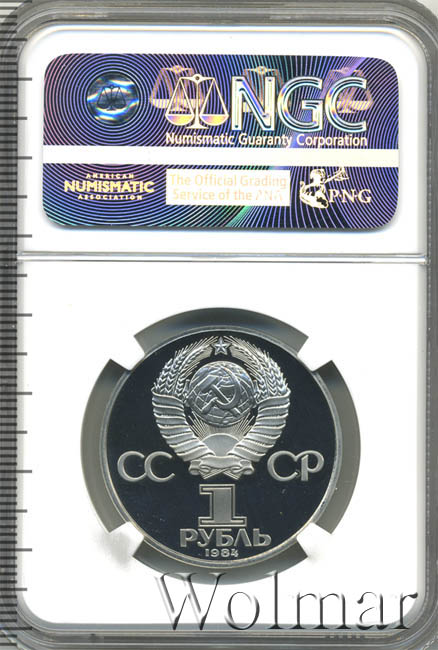 NGC
Numismatic Guaranty Corporation
AMERICAN
NUMISMATIC
ASSOCIATION
The Official Grading
Service of the ANA
PNG
СС СР
1
РУБЛЬ
1984
Wolmar